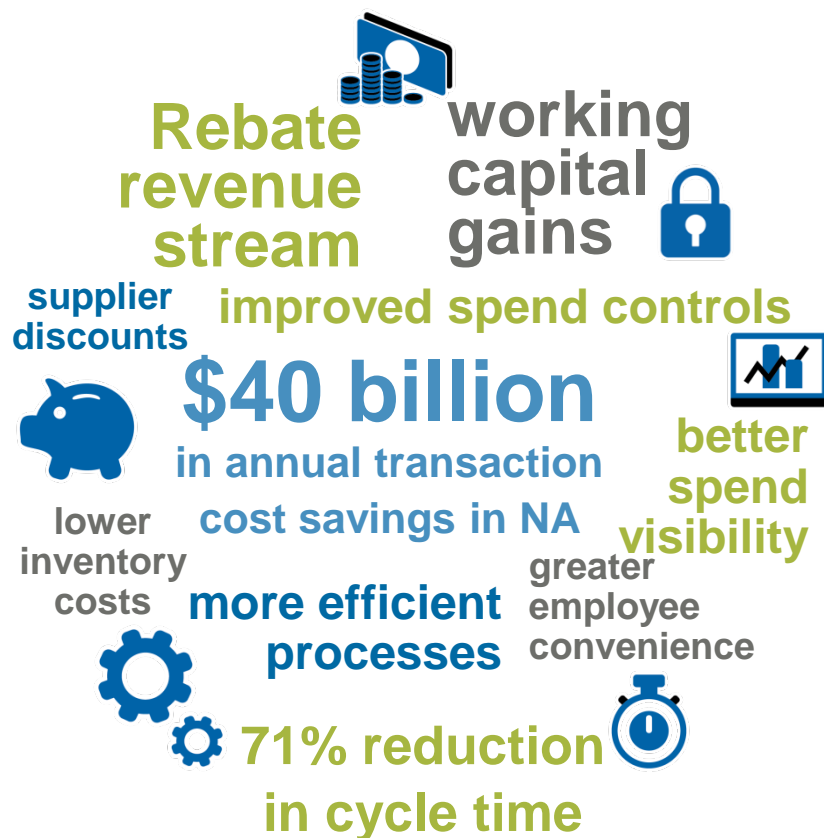 Rebate
revenue
stream
working
capital
gains
supplier
discounts
improved spend controls
$40 billion
in annual transaction
cost savings in NA
better
spend
visibility
lower
inventory
costs
more efficient
processes
greater
employee
convenience
71% reduction
in cycle time